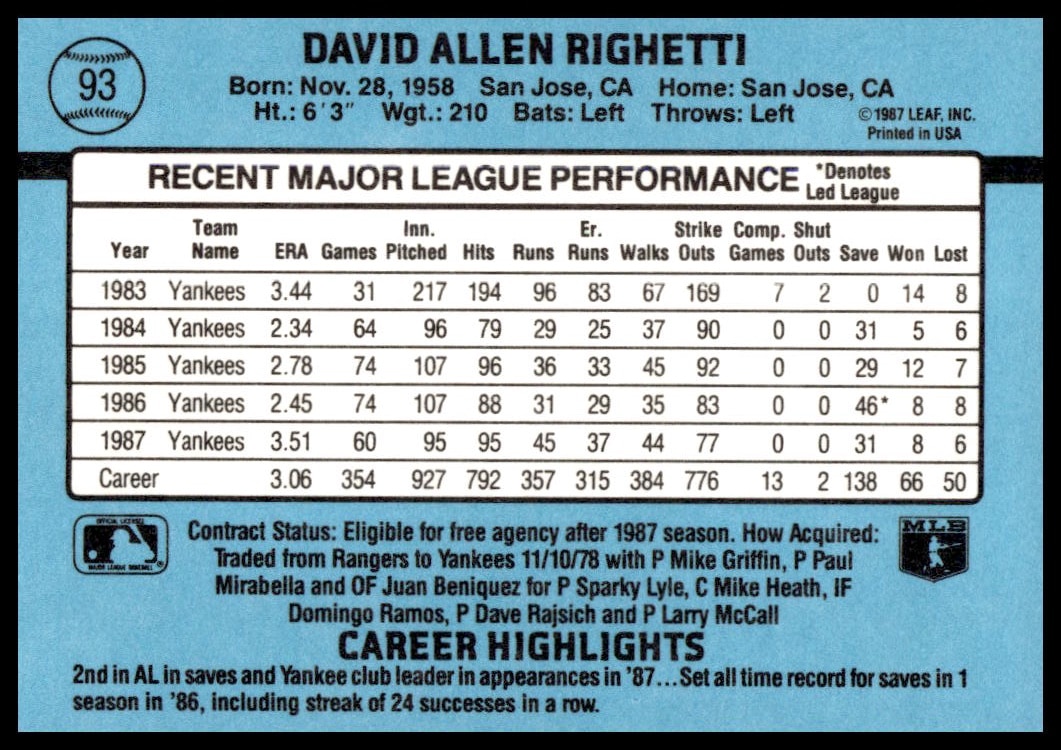 93
DAVID ALLEN RIGHETTI
Born: Nov. 28, 1958 San Jose, CA Home: San Jose, CA
Ht.: 6'3" Wgt.: 210 Bats: Left Throws: Left
©1987 LEAF, INC.
Printed in USA
RECENT MAJOR LEAGUE PERFORMANCE *Denotes
Led League
Year Team Name ERA Games Inn. Pitched Hits Runs Er. Runs Walks Strike Outs Comp. Games Shut Outs Save Won Lost
1983 Yankees 3.44 31 217 194 96 83 67 169 7 2 0 14 8
1984 Yankees 2.34 64 96 79 29 25 37 90 0 0 31 5 6
1985 Yankees 2.78 74 107 96 36 33 45 92 0 0 29 12 7
1986 Yankees 2.45 74 107 88 31 29 35 83 0 0 46* 8 8
1987 Yankees 3.51 60 95 95 45 37 44 77 0 0 31 8 6
Career 3.06 354 927 792 357 315 384 776 13 2 138 66 50
OFFICIAL LICENSEE
MAJOR LEAGUE BASEBALL
®
Contract Status: Eligible for free agency after 1987 season. How Acquired:
Traded from Rangers to Yankees 11/10/78 with P Mike Griffin, P Paul
Mirabella and OF Juan Beniquez for P Sparky Lyle, C Mike Heath, IF
Domingo Ramos, P Dave Rajsich and P Larry McCall
MLB
CAREER HIGHLIGHTS
2nd in AL in saves and Yankee club leader in appearances in '87...Set all time record for saves in 1
season in '86, including streak of 24 successes in a row.